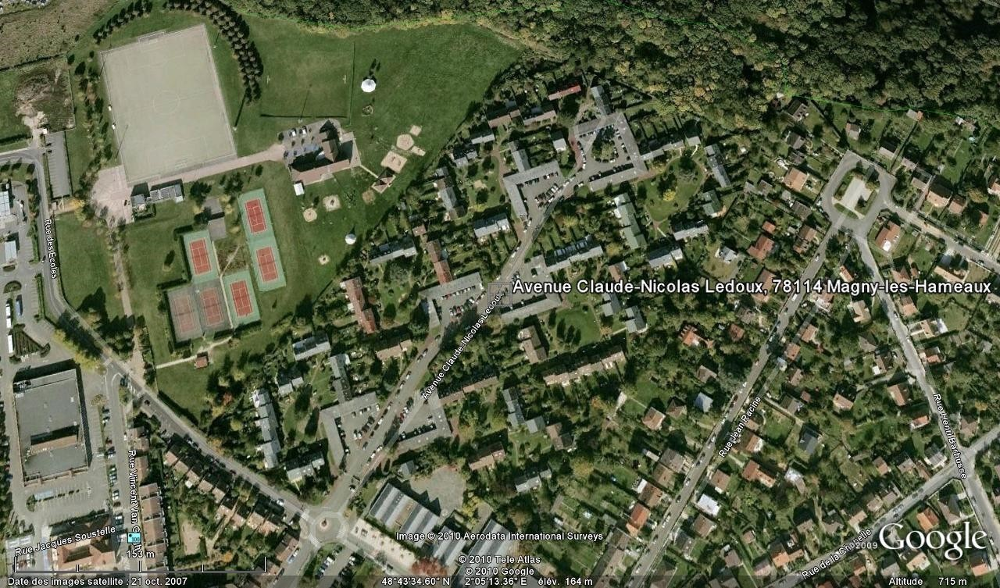 Rue des Ecoles
Avenue Claude-Nicolas Ledoux, 78114 Magny-les-Hameaux
Avenue Claude-Nicolas Ledoux
Rue Jean Racine
Rue Henri Barbusse
Rue Vincent Van
Rue Jacques Soustelle
Rue de la Chapelle
2009
Google
Image © 2010 Aerodata International Surveys
© 2010 Tele Atlas
© 2010 Google
m
Date des images satellite : 21 oct. 2007
48°43'34.60" N 2°05'13.36" E élév. 164 m
Altitude 715 m